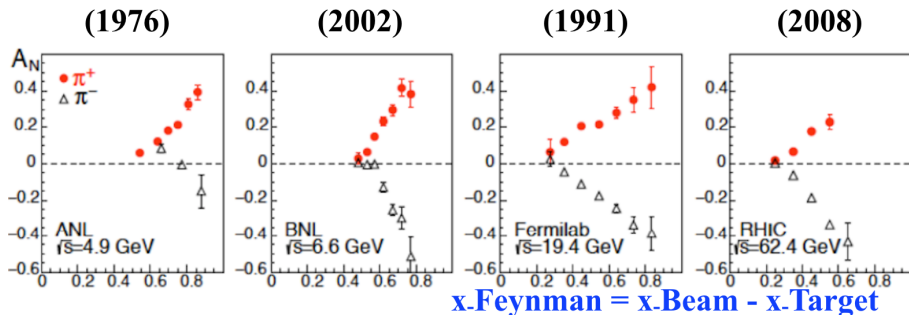 (1976) (2002) (1991) (2008)
A_N
π⁺
π⁻
0.4
0.2
0
−0.2
−0.4
−0.6
ANL
√s=4.9 GeV
0 0.2 0.4 0.6 0.8
0.4
0.2
0
−0.2
−0.4
−0.6
BNL
√s=6.6 GeV
0 0.2 0.4 0.6 0.8
0.4
0.2
0
−0.2
−0.4
−0.6
Fermilab
√s=19.4 GeV
0 0.2 0.4 0.6 0.8
0.4
0.2
0
−0.2
−0.4
−0.6
RHIC
√s=62.4 GeV
0 0.2 0.4 0.6 0.8
x-Feynman = x-Beam - x-Target